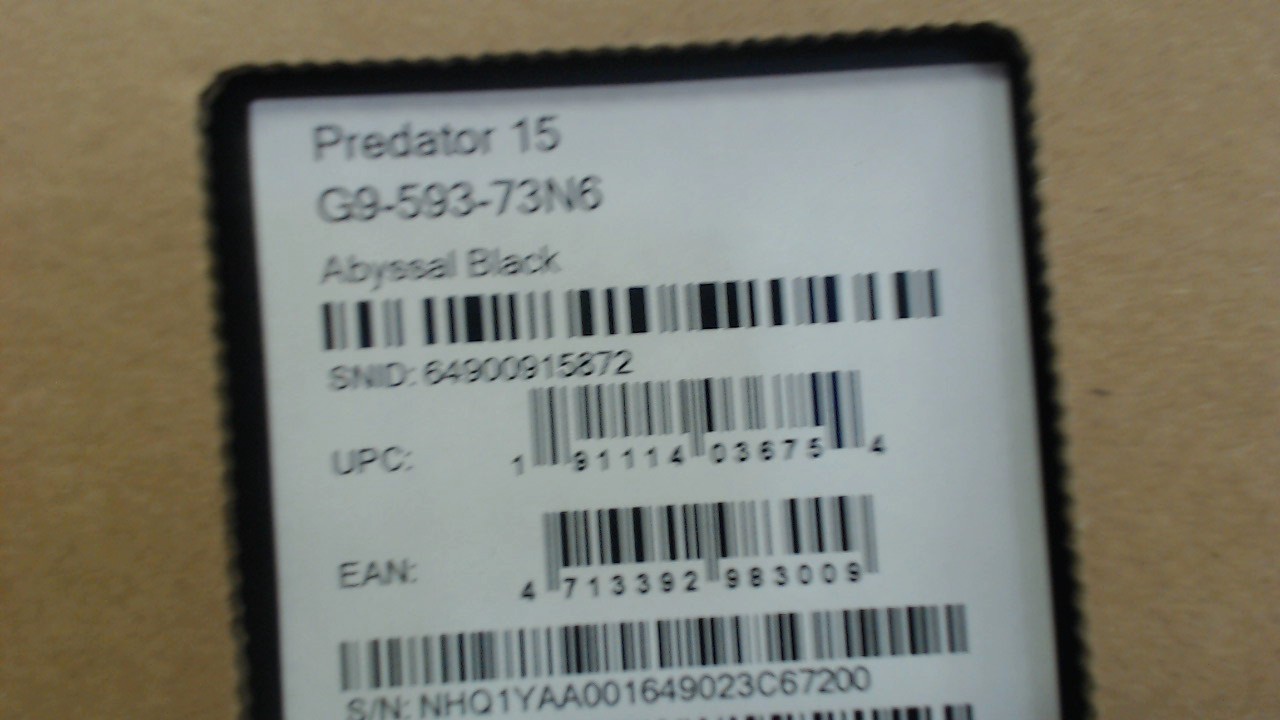 Predator 15
G9-593-73N6
Abyssal Black
SNID: 64900915872
UPC: 1 91114 03675 4
EAN: 4 713392 983009
S/N: NHQ1YAA001649023C67200